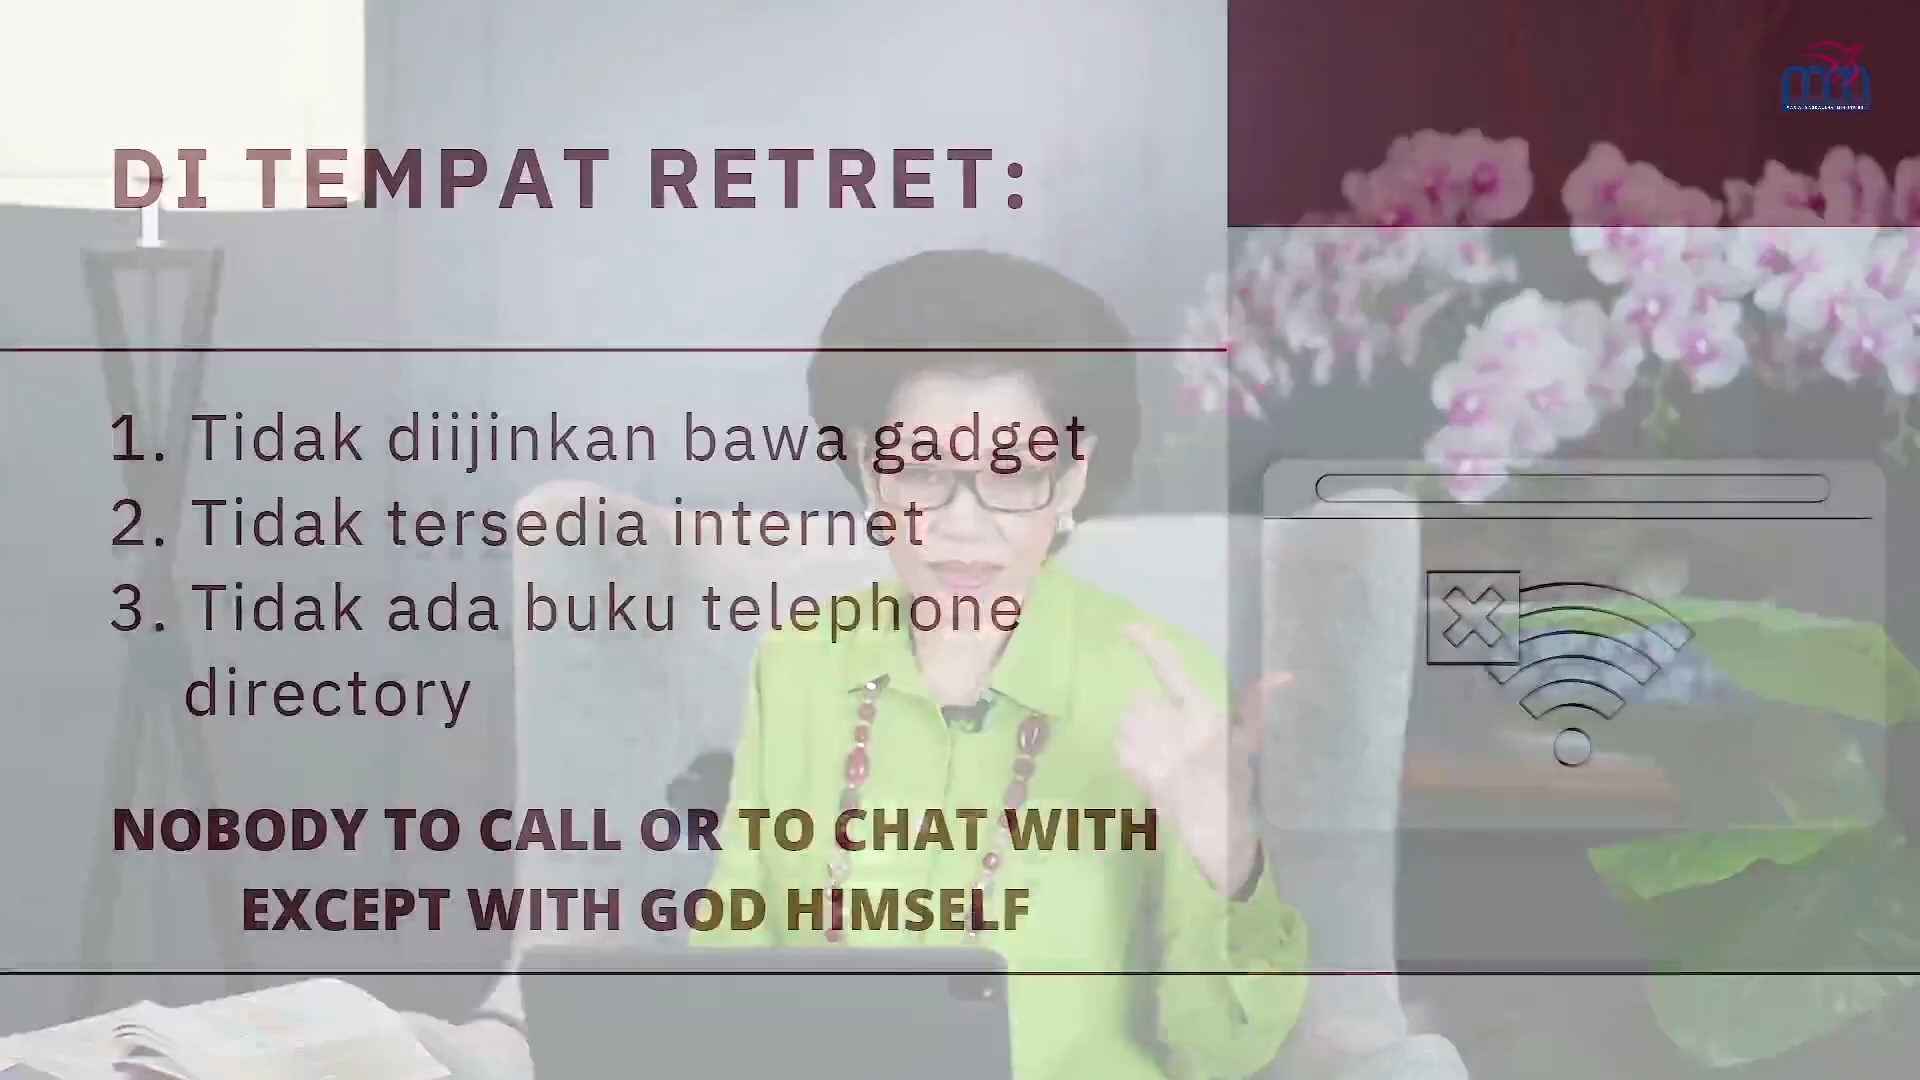 DI TEMPAT RETRET:
1. Tidak diijinkan bawa gadget
2. Tidak tersedia internet
3. Tidak ada buku telephone
directory
NOBODY TO CALL OR TO CHAT WITH
EXCEPT WITH GOD HIMSELF